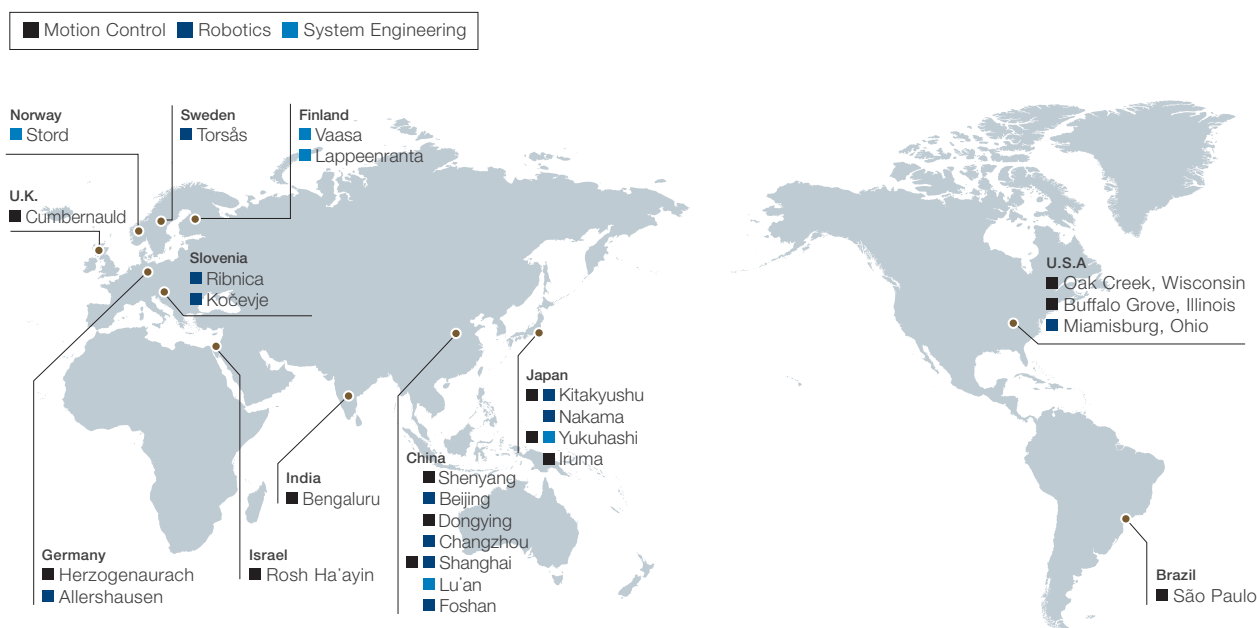 Motion Control Robotics System Engineering
Norway
Stord
Sweden
Torsås
Finland
Vaasa
Lappeenranta
U.K.
Cumbernauld
Slovenia
Ribnica
Kočevje
U.S.A
Oak Creek, Wisconsin
Buffalo Grove, Illinois
Miamisburg, Ohio
Japan
Kitakyushu
Nakama
Yukuhashi
Iruma
China
Shenyang
Beijing
Dongying
Changzhou
Shanghai
Lu'an
Foshan
India
Bengaluru
Germany
Herzogenaurach
Allershausen
Israel
Rosh Ha'ayin
Brazil
São Paulo